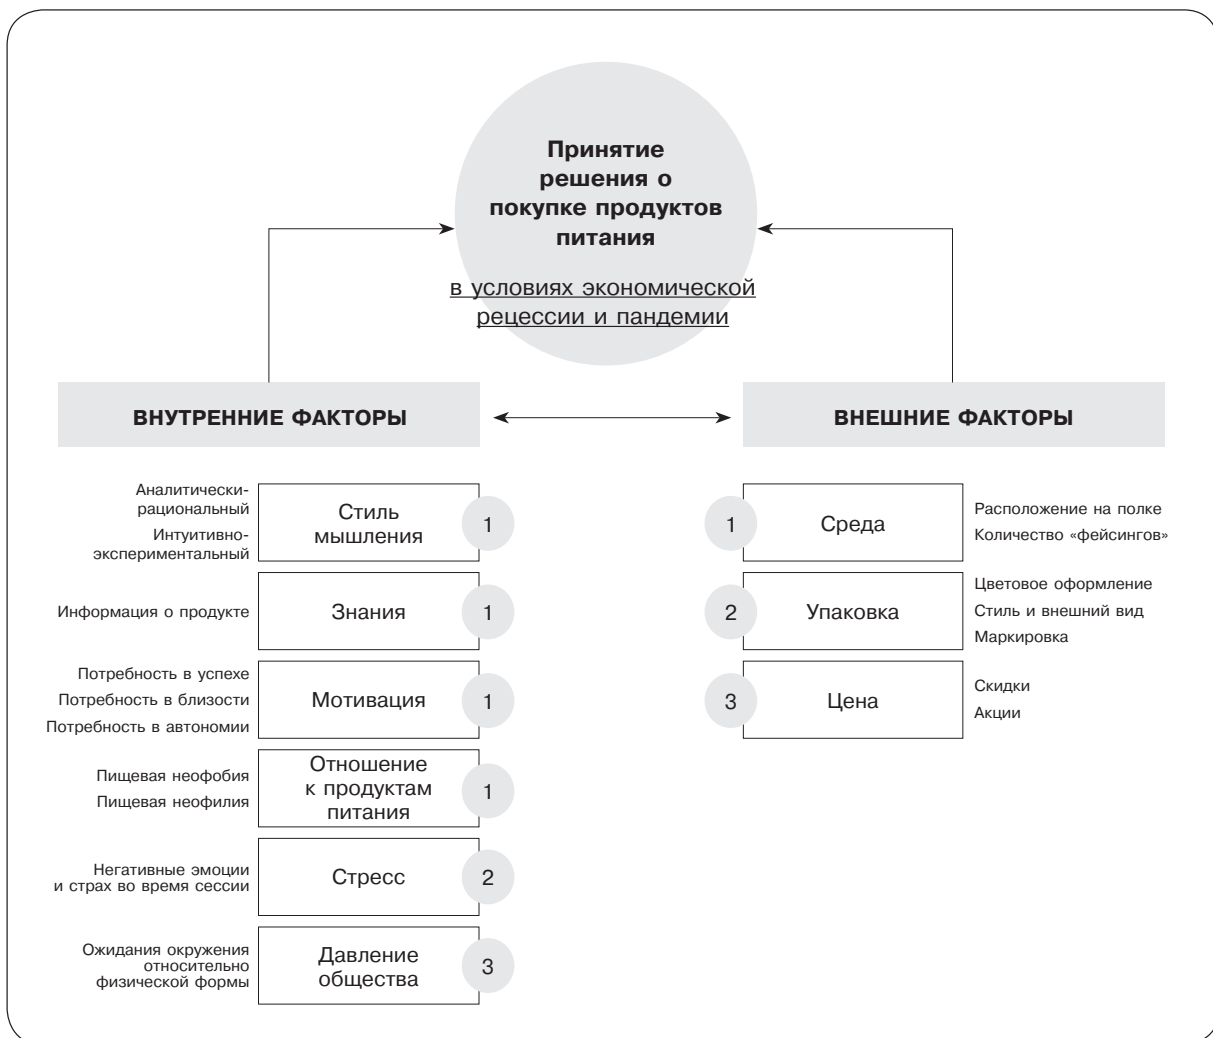 Принятие
решения о
покупке продуктов
питания
в условиях экономической
рецессии и пандемии
ВНУТРЕННИЕ ФАКТОРЫ
ВНЕШНИЕ ФАКТОРЫ
Аналитически-
рациональный
Интуитивно-
экспериментальный
Стиль
мышления
1
Информация о продукте
Знания
1
Потребность в успехе
Потребность в близости
Потребность в автономии
Мотивация
1
Пищевая неофобия
Пищевая неофилия
Отношение
к продуктам
питания
1
Негативные эмоции
и страх во время сессии
Стресс
2
Ожидания окружения
относительно
физической формы
Давление
общества
3
1
Среда
Расположение на полке
Количество «фейсингов»
2
Упаковка
Цветовое оформление
Стиль и внешний вид
Маркировка
3
Цена
Скидки
Акции